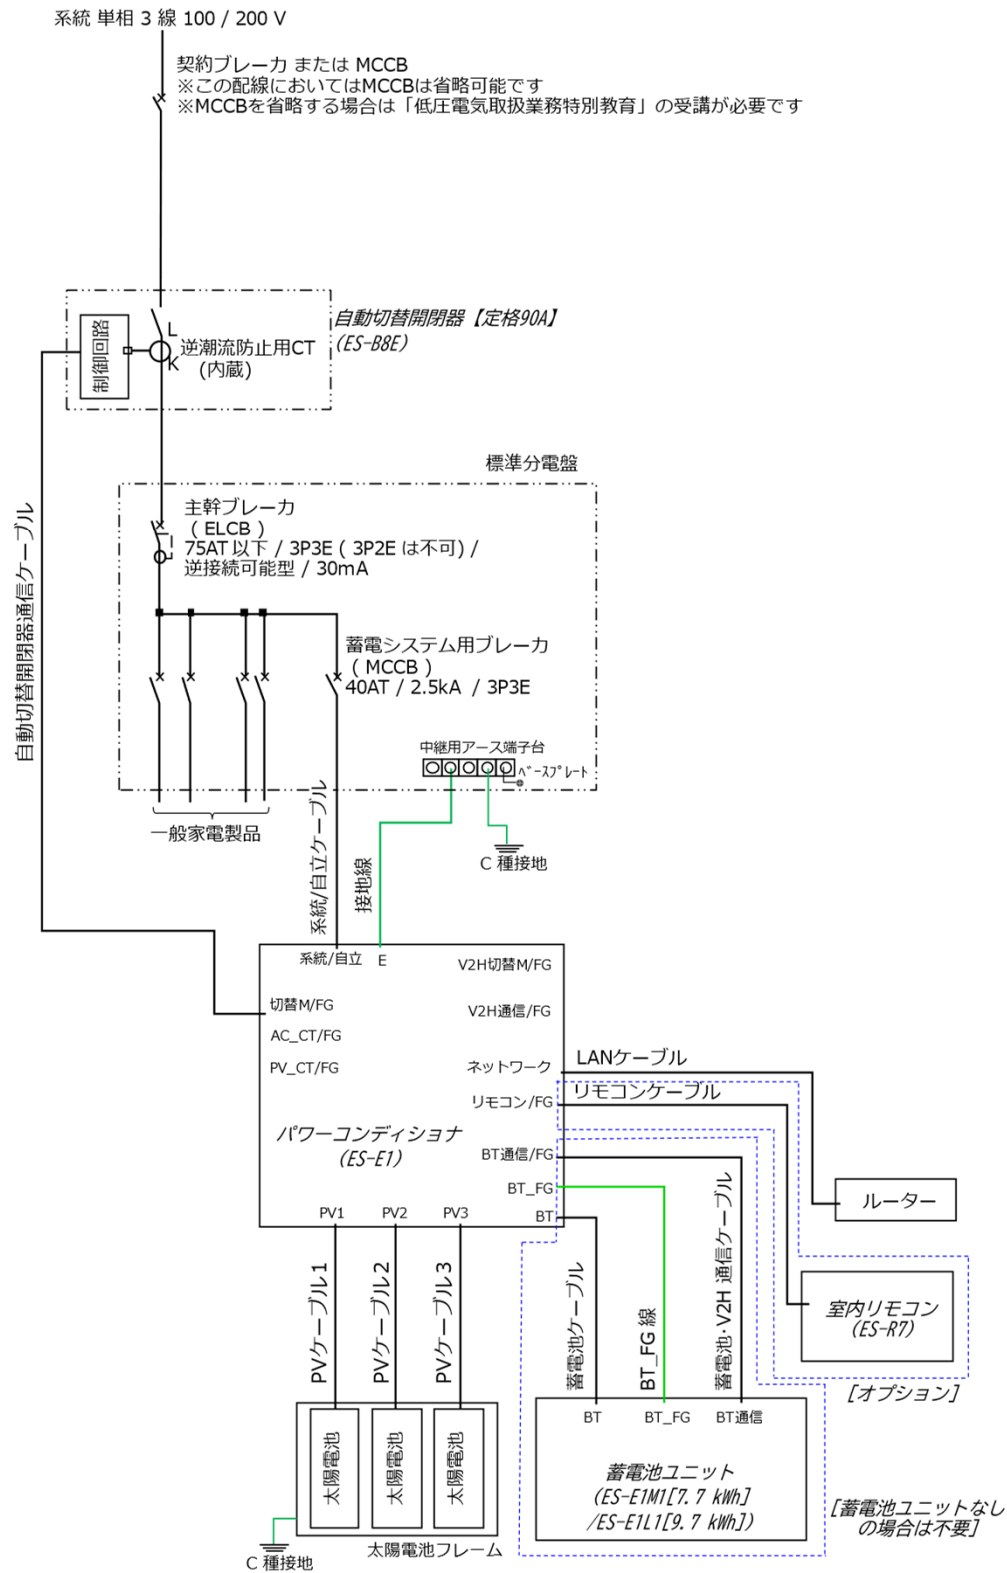 系統 単相 3 線 100 / 200 V
契約ブレーカ または MCCB
※この配線においてはMCCBは省略可能です
※MCCBを省略する場合は「低圧電気取扱業務特別教育」の受講が必要です
自動切替開閉器【定格90A】
(ES-B8E)
制御回路
L
K
逆潮流防止用CT
(内蔵)
標準分電盤
自動切替開閉器通信ケーブル
主幹ブレーカ
( ELCB )
75AT 以下 / 3P3E ( 3P2E は不可) /
逆接続可能型 / 30mA
蓄電システム用ブレーカ
( MCCB )
40AT / 2.5kA / 3P3E
中継用アース端子台
ベースプレート
一般家電製品
系統/自立ケーブル
接地線
C 種接地
系統/自立
E
V2H切替M/FG
切替M/FG
V2H通信/FG
AC_CT/FG
PV_CT/FG
ネットワーク
LANケーブル
リモコン/FG
リモコンケーブル
パワーコンディショナ
(ES-E1)
BT通信/FG
BT_FG
BT
PV1
PV2
PV3
ルーター
PVケーブル1
PVケーブル2
PVケーブル3
蓄電池ケーブル
BT_FG 線
蓄電池・V2H 通信ケーブル
室内リモコン
(ES-R7)
[オプション]
太陽電池
太陽電池
太陽電池
BT
BT_FG
BT通信
蓄電池ユニット
(ES-E1M1[7.7 kWh]
/ES-E1L1[9.7 kWh])
[蓄電池ユニットなし
の場合は不要]
太陽電池フレーム
C 種接地